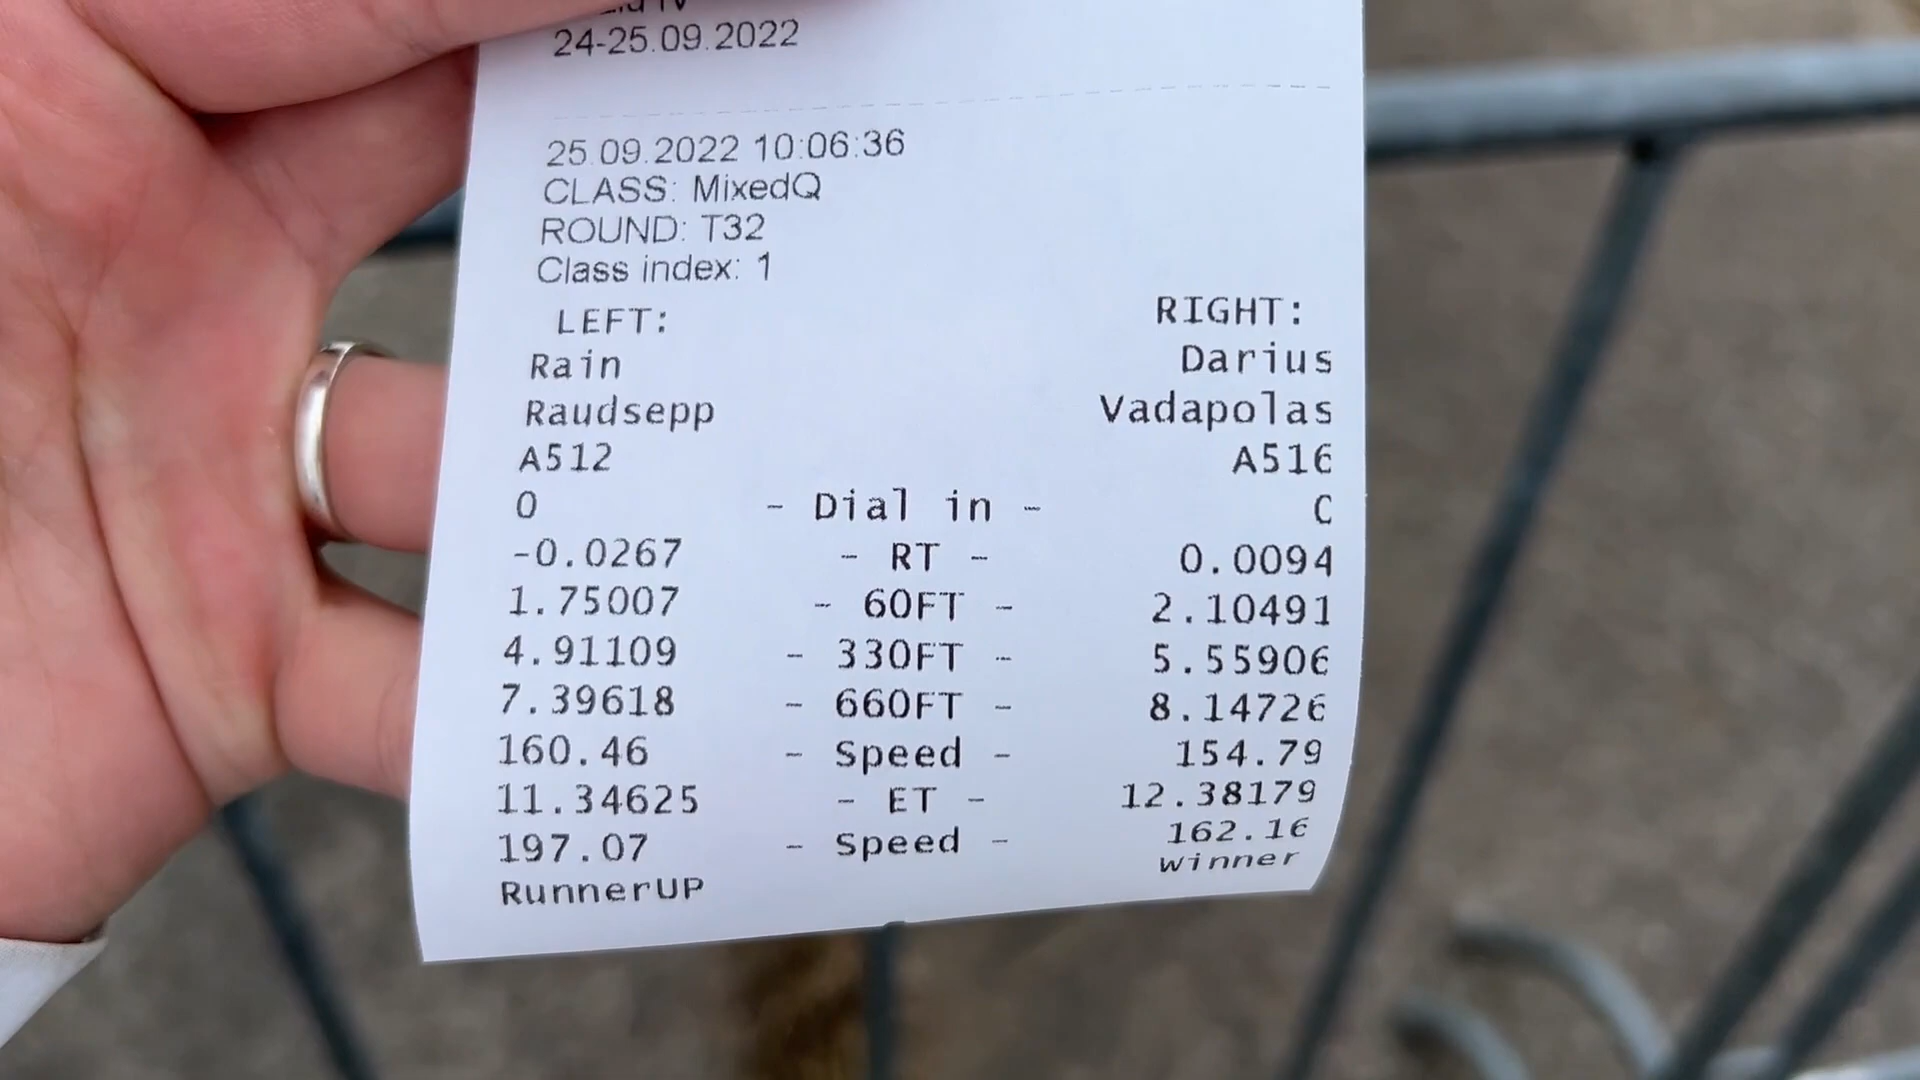 24-25.09.2022
25.09.2022 10:06:36
CLASS: MixedQ
ROUND: T32
Class index: 1
LEFT: RIGHT:
Rain Darius
Raudsepp Vadapolas
A512 A516
0 - Dial in -
-0.0267 - RT - 0.0094
1.75007 - 60FT - 2.10491
4.91109 - 330FT - 5.55906
7.39618 - 660FT - 8.14726
160.46 - Speed - 154.79
11.34625 - ET - 12.38179
197.07 - Speed - 162.16
RunnerUP Winner